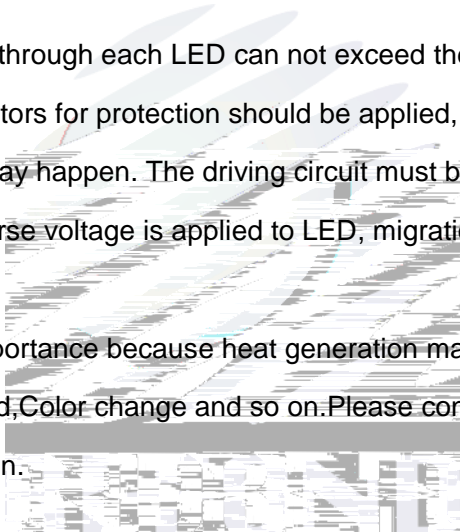 through each LED can not exceed the
tors for protection should be applied,
ay happen. The driving circuit must b
rse voltage is applied to LED, migratio
portance because heat generation ma
d,Color change and so on.Please con
n.